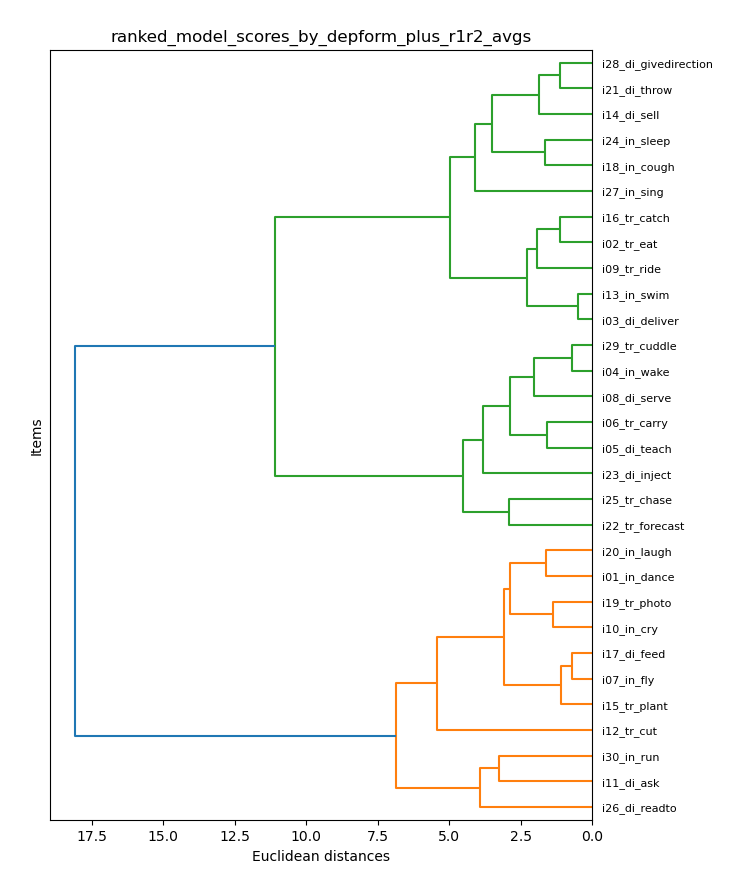 ranked_model_scores_by_depform_plus_r1r2_avgs
i28_di_givedirection
i21_di_throw
i14_di_sell
i24_in_sleep
i18_in_cough
i27_in_sing
i16_tr_catch
i02_tr_eat
i09_tr_ride
i13_in_swim
i03_di_deliver
i29_tr_cuddle
i04_in_wake
i08_di_serve
i06_tr_carry
i05_di_teach
i23_di_inject
i25_tr_chase
i22_tr_forecast
i20_in_laugh
i01_in_dance
i19_tr_photo
i10_in_cry
i17_di_feed
i07_in_fly
i15_tr_plant
i12_tr_cut
i30_in_run
i11_di_ask
i26_di_readto
Items
17.5 15.0 12.5 10.0 7.5 5.0 2.5 0.0
Euclidean distances